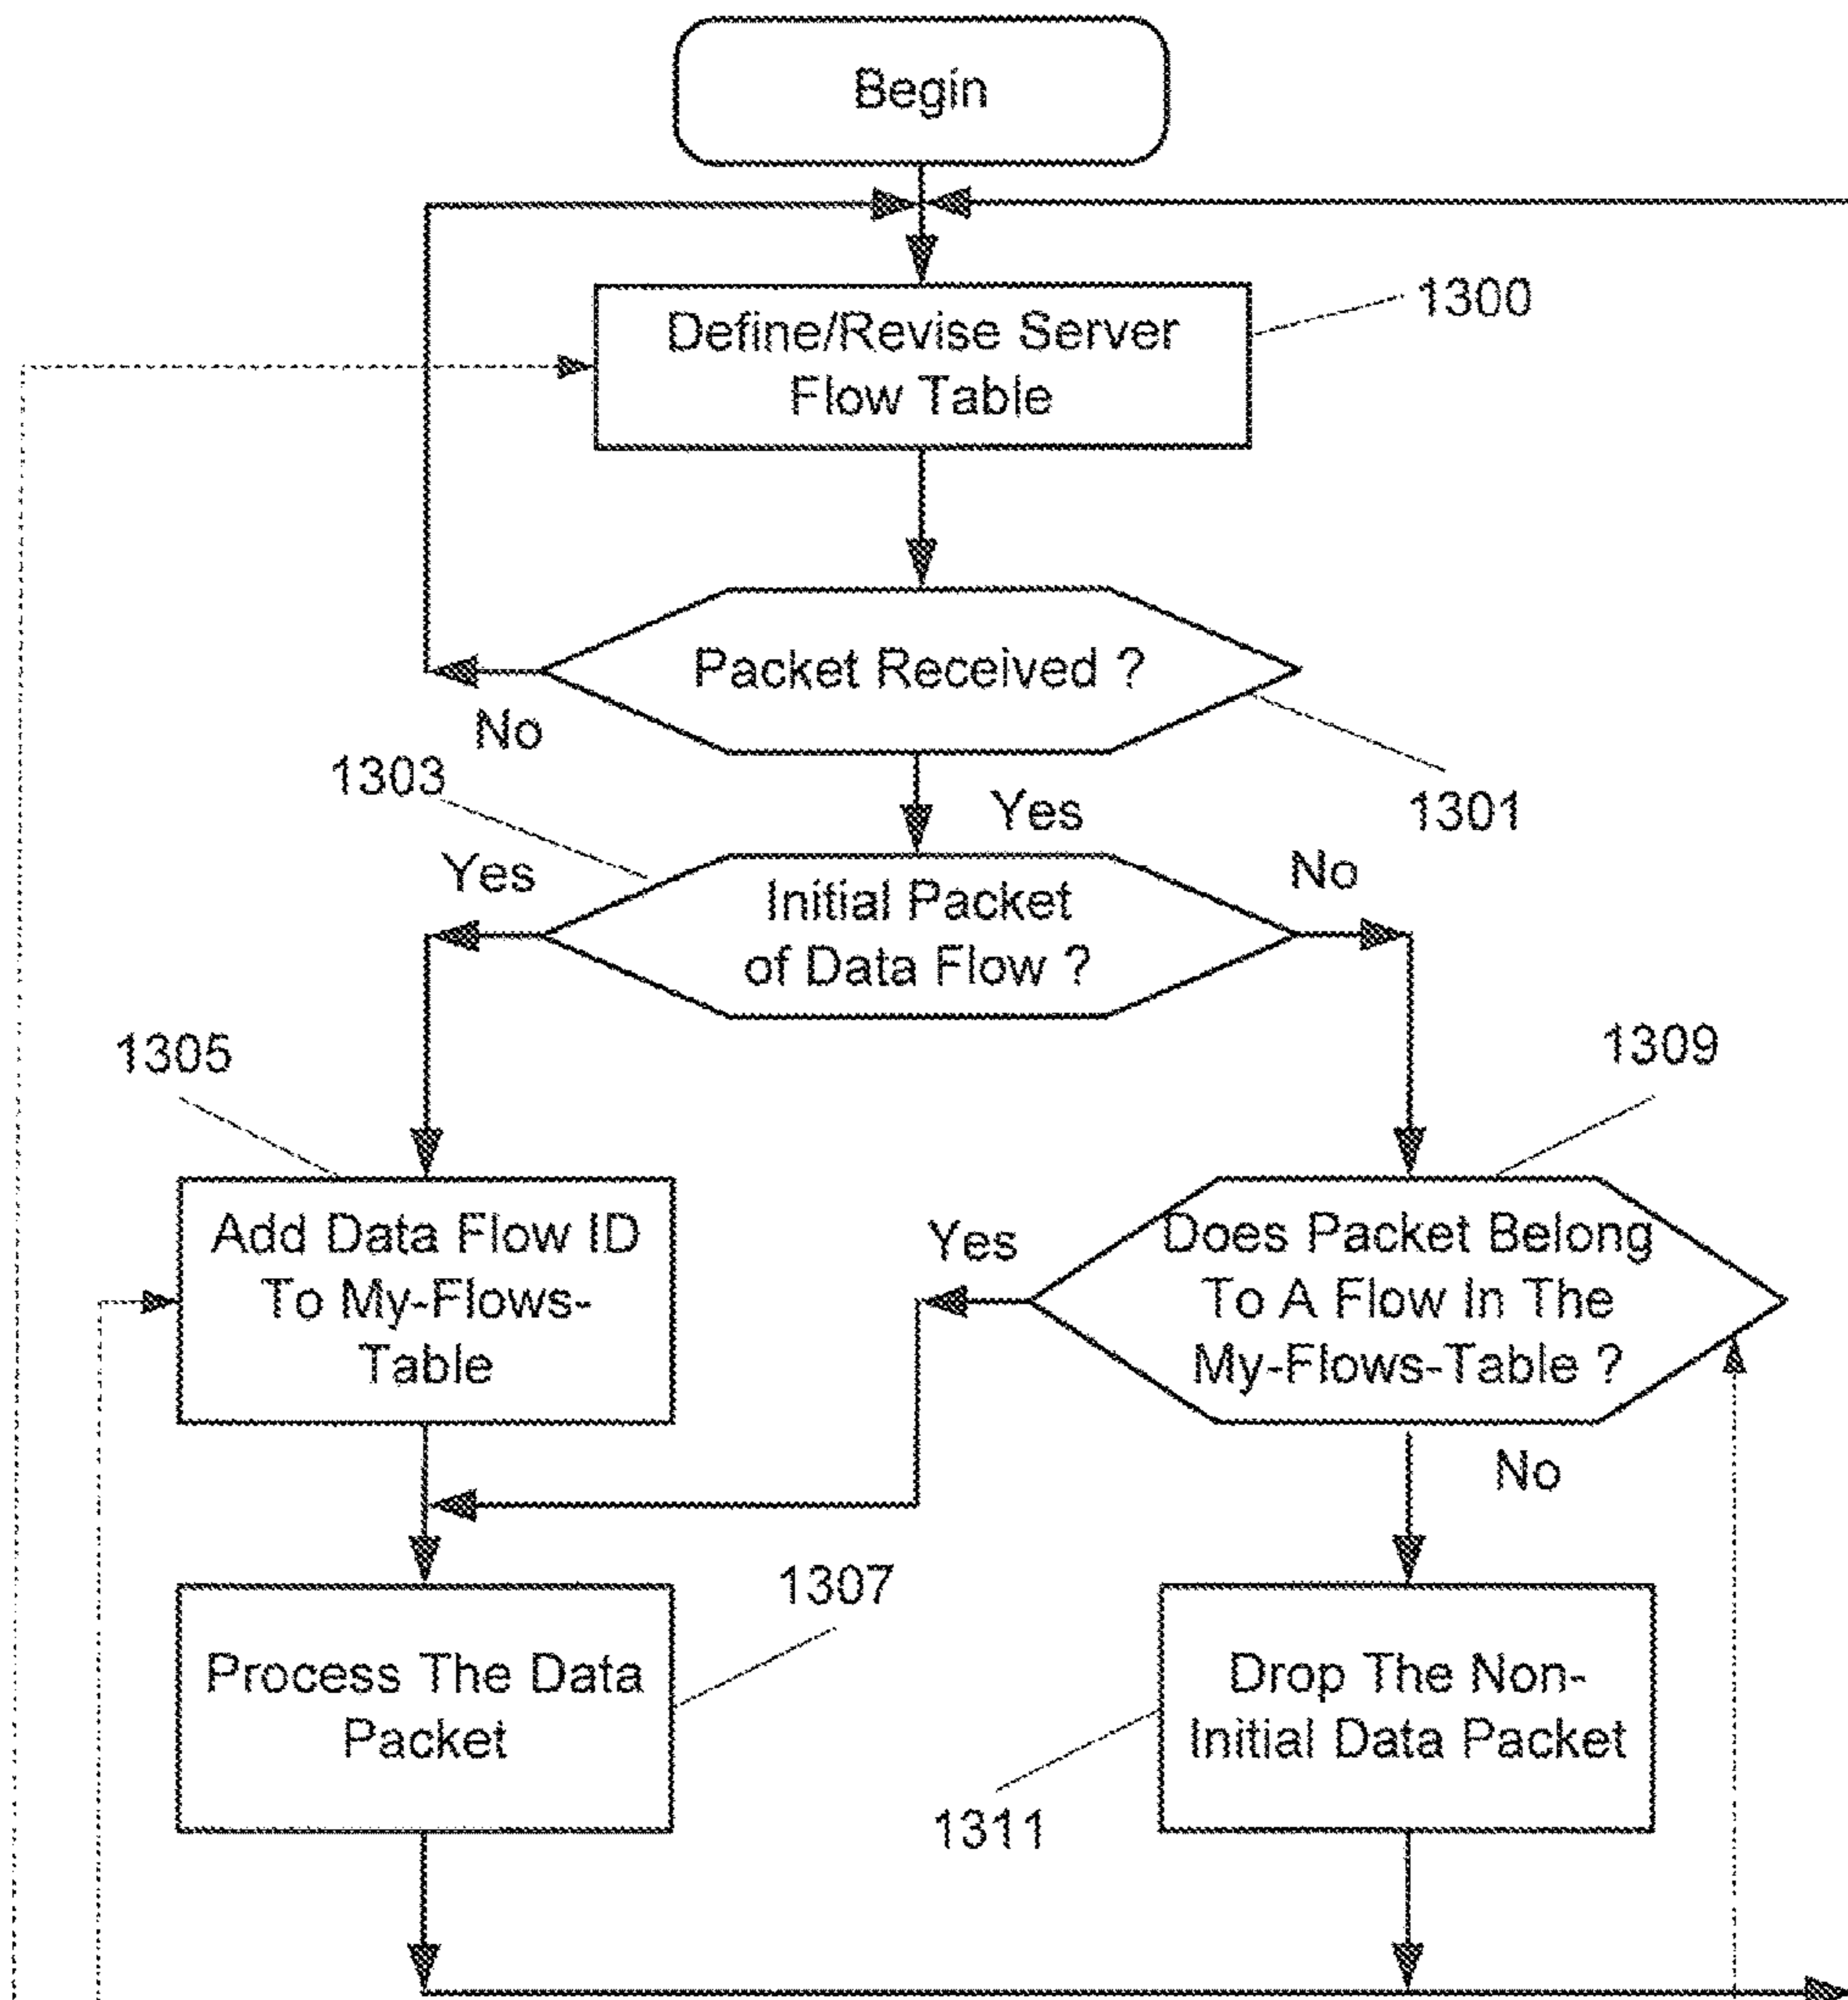 Begin
Define/Revise Server
Flow Table
1300
Packet Received ?
No
1303
Yes
1301
Yes
Initial Packet
of Data Flow ?
No
1305
1309
Add Data Flow ID
To My-Flows-
Table
Yes
Does Packet Belong
To A Flow In The
My-Flows-Table ?
No
1307
Process The Data
Packet
Drop The Non-
Initial Data Packet
1311